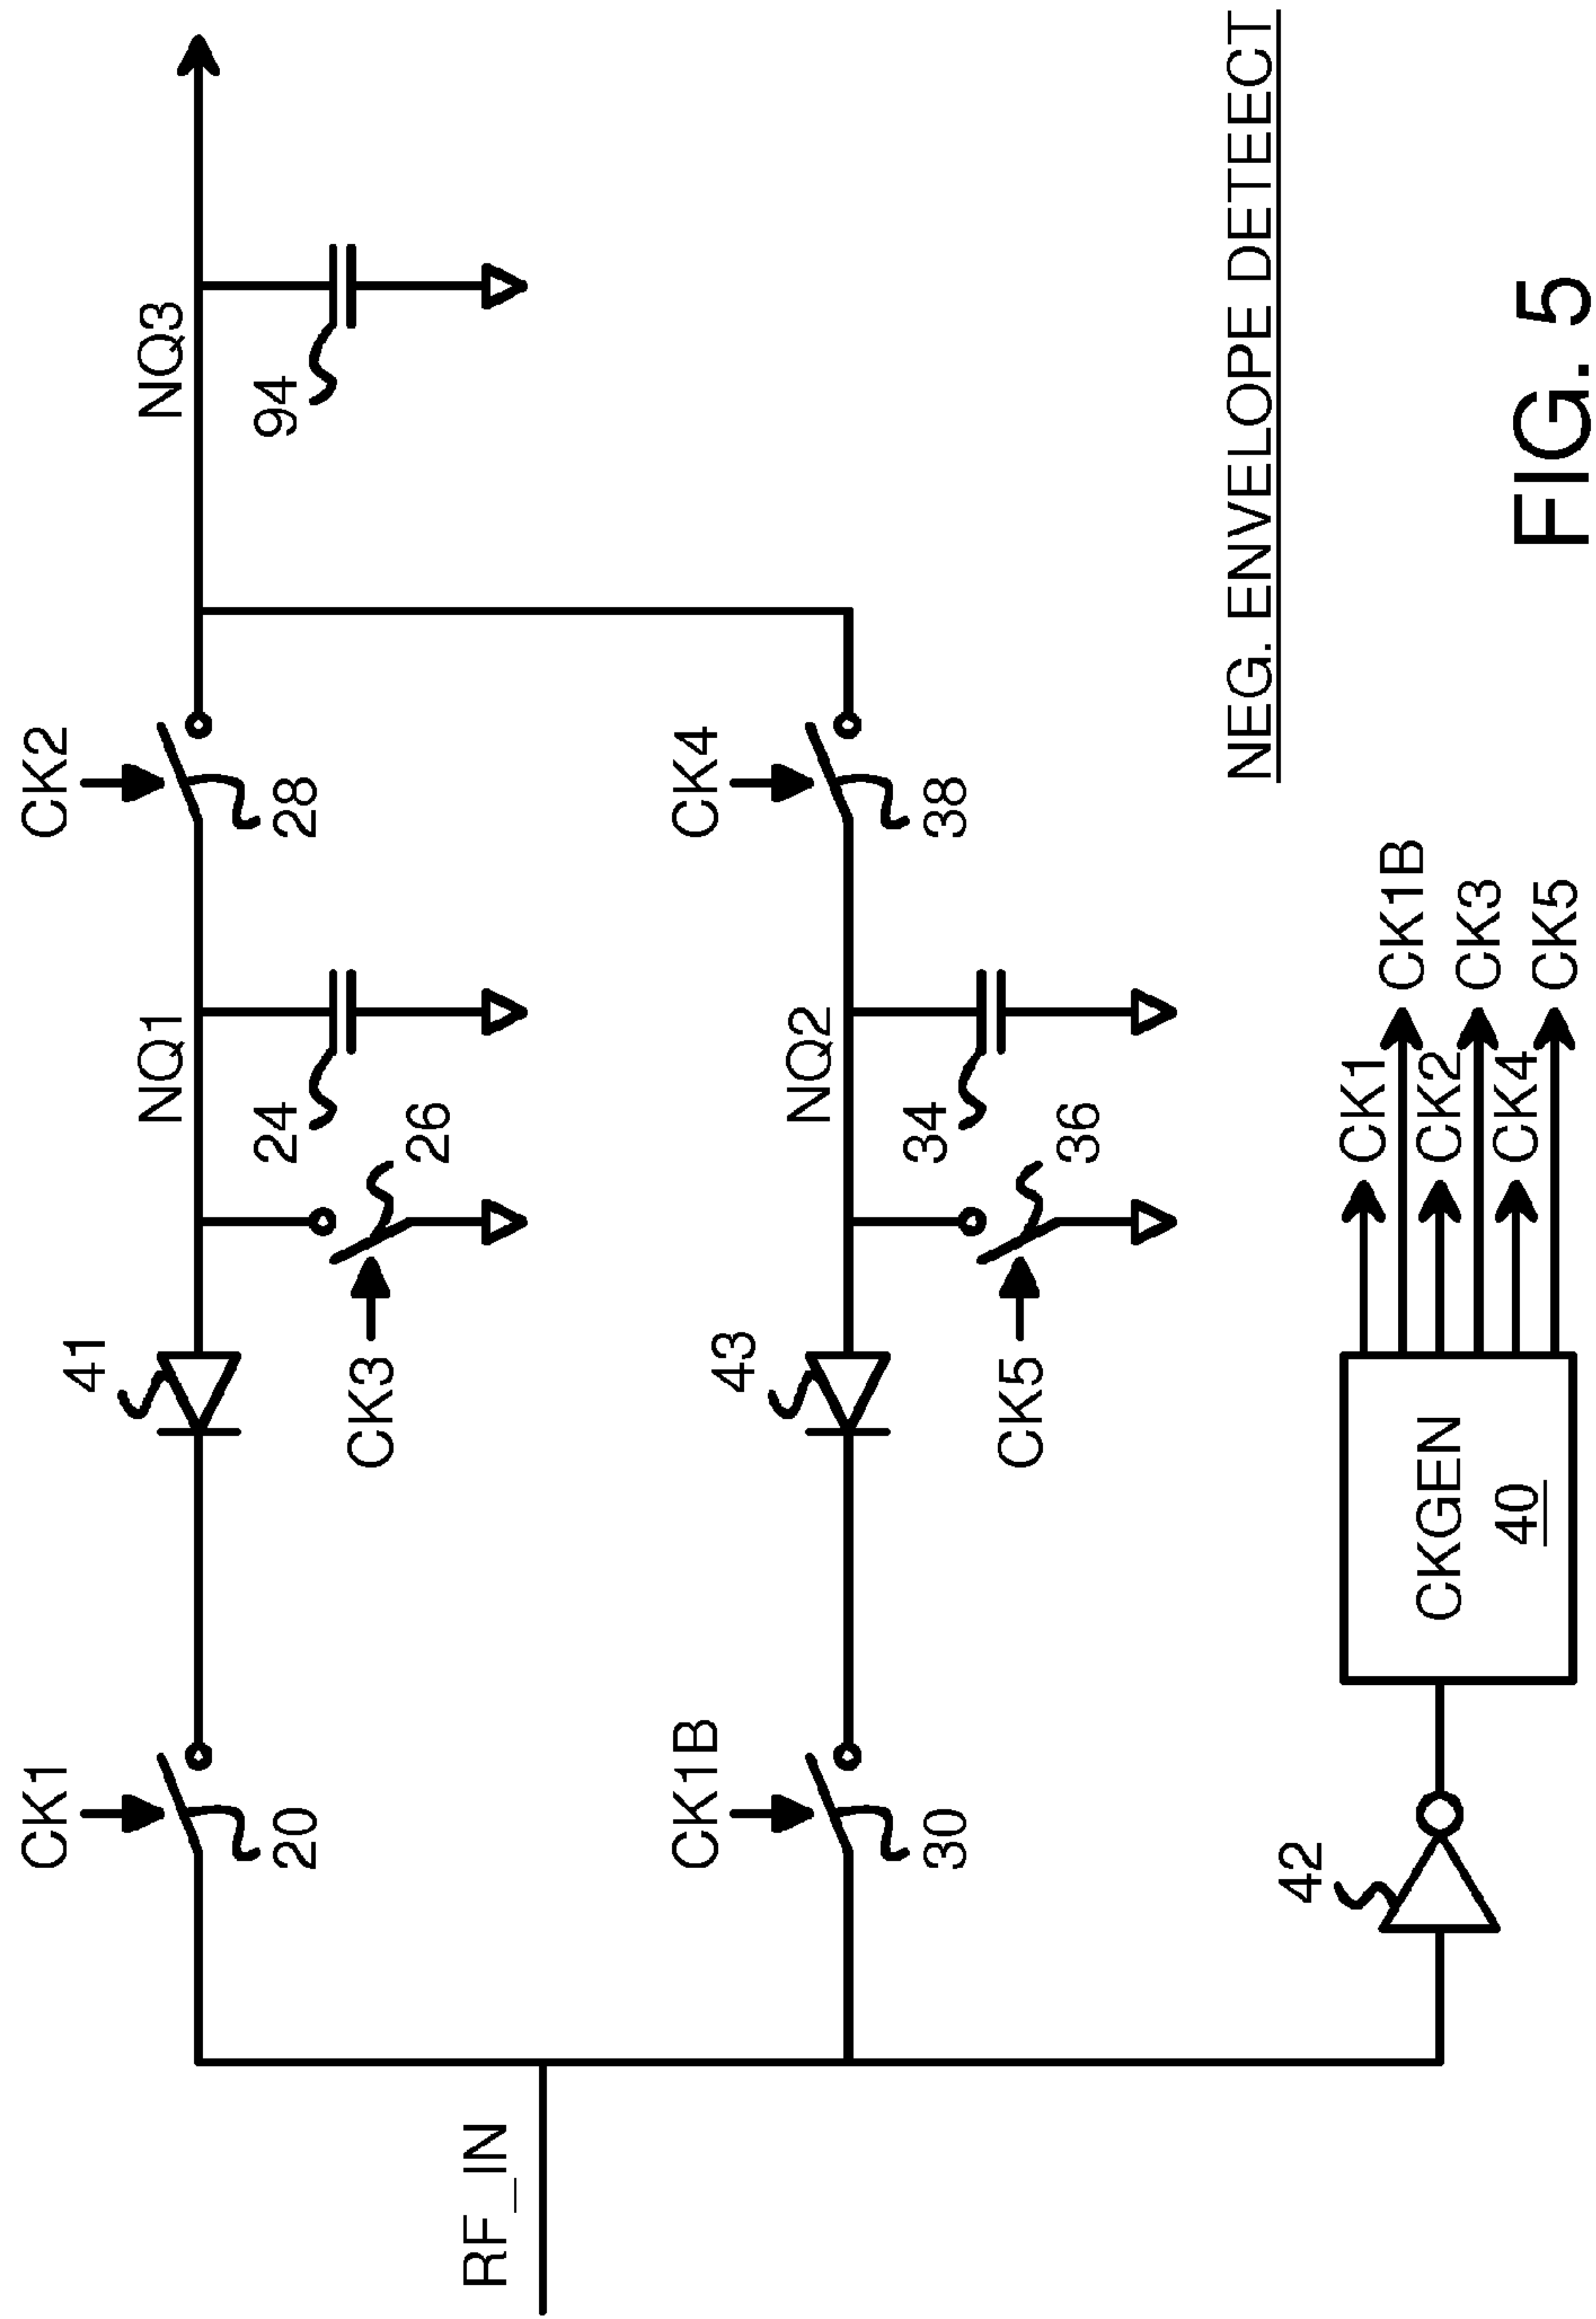 CK1
CK2
20
41
NQ1
28
NQ3
24
94
CK3
26
RF_IN
CK1B
CK4
30
43
NQ2
38
34
CK5
36
NEG. ENVELOPE DETEECT
42
CKGEN
40
CK1
CK1B
CK2
CK3
CK4
CK5
FIG. 5